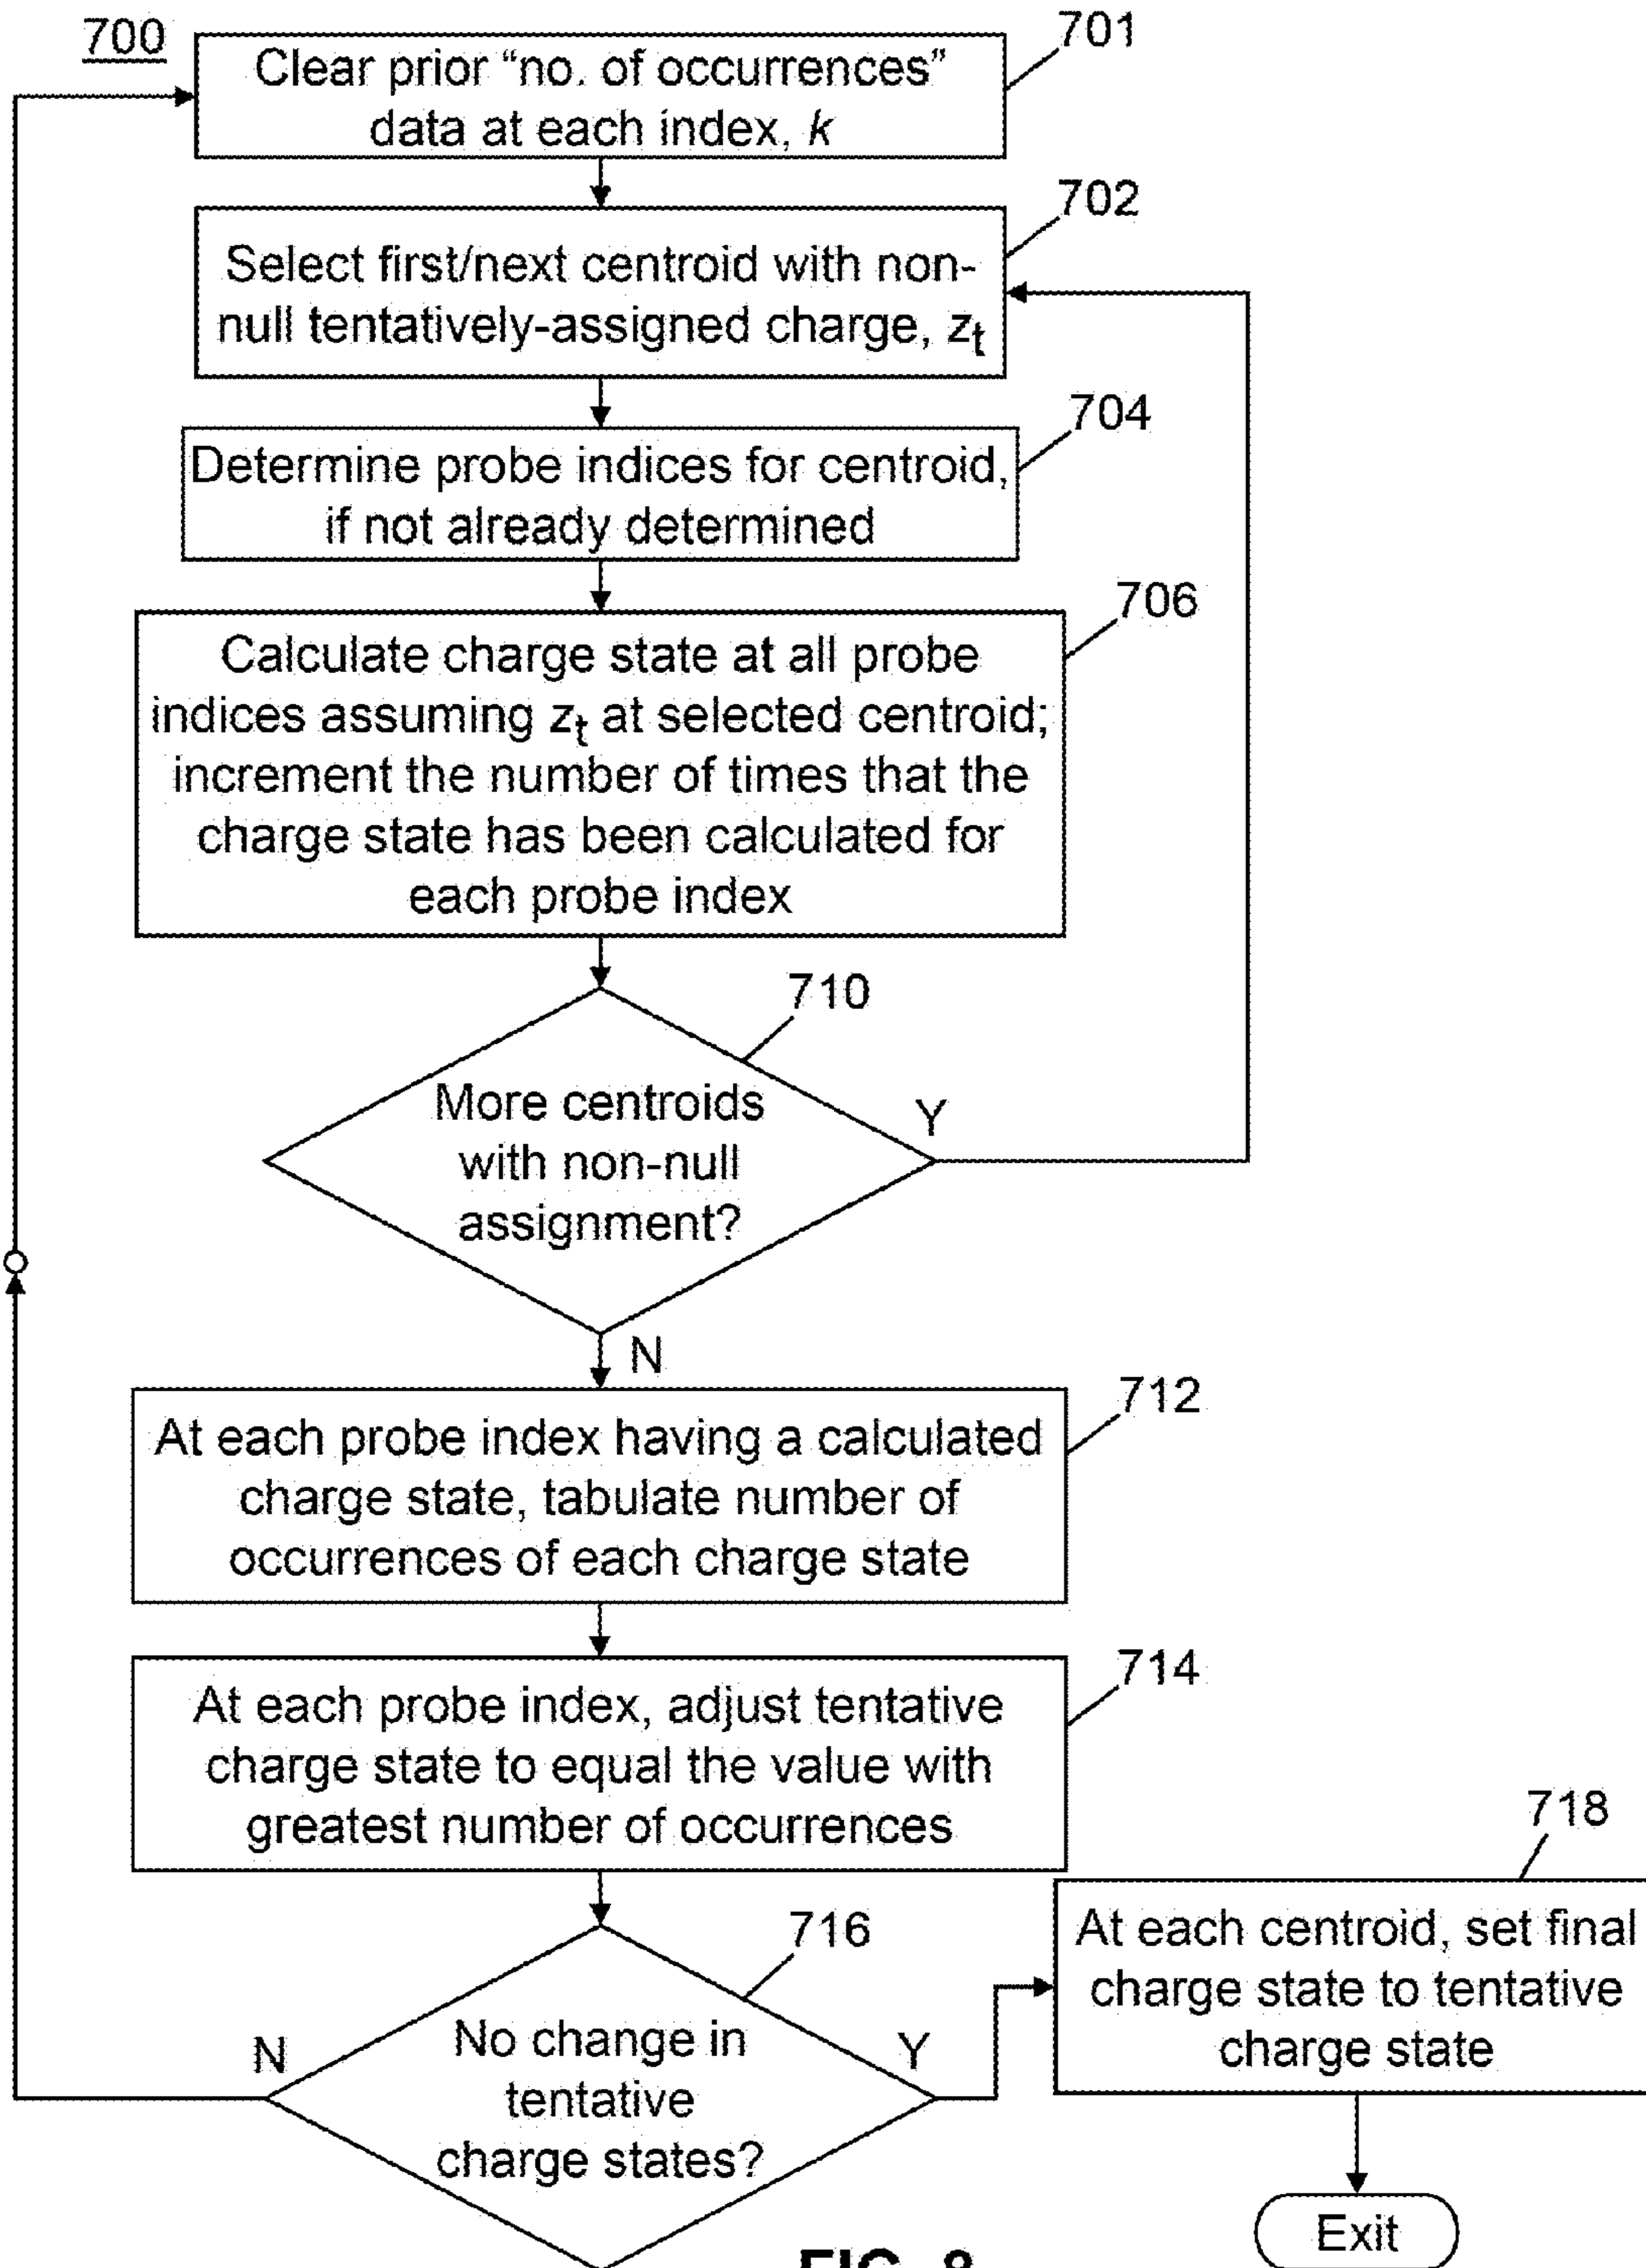 700
701
Clear prior “no. of occurrences”
data at each index, k
702
Select first/next centroid with non-
null tentatively-assigned charge, zt
704
Determine probe indices for centroid,
if not already determined
706
Calculate charge state at all probe
indices assuming zt at selected centroid;
increment the number of times that the
charge state has been calculated for
each probe index
710
More centroids
with non-null
assignment?
Y
N
712
At each probe index having a calculated
charge state, tabulate number of
occurrences of each charge state
714
At each probe index, adjust tentative
charge state to equal the value with
greatest number of occurrences
716
No change in
tentative
charge states?
N
Y
718
At each centroid, set final
charge state to tentative
charge state
Exit
FIG. 8